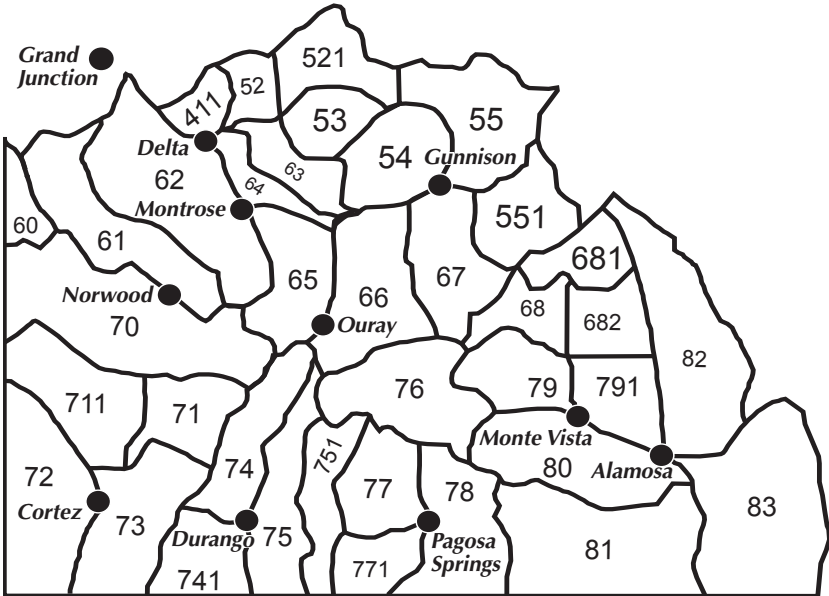 Grand
Junction
521
52
411
53
55
Delta
54
Gunnison
63
62
64
Montrose
551
60
61
681
65
67
Norwood
66
68
70
Ouray
682
82
711
71
76
79
791
Monte Vista
751
74
80
Alamosa
72
77
78
Cortez
73
83
Durango
75
Pagosa
Springs
81
741
771